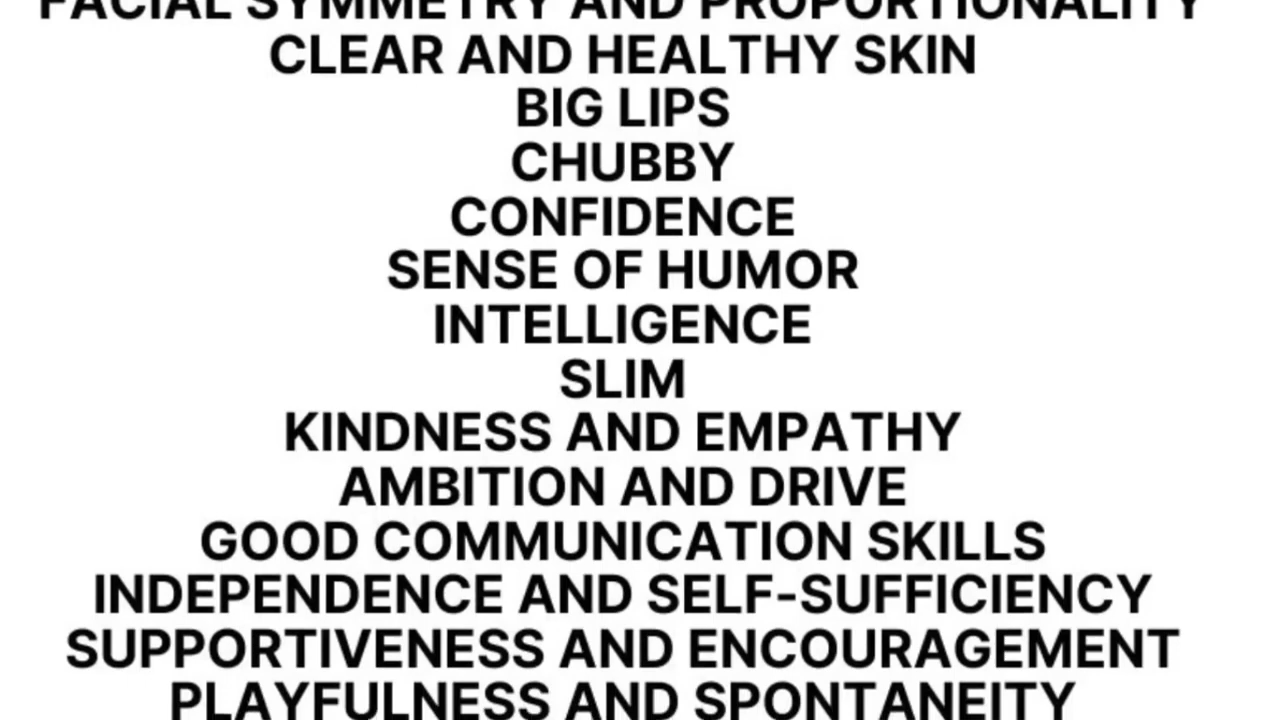 FACIAL SYMMETRY AND PROPORTIONALITY
CLEAR AND HEALTHY SKIN
BIG LIPS
CHUBBY
CONFIDENCE
SENSE OF HUMOR
INTELLIGENCE
SLIM
KINDNESS AND EMPATHY
AMBITION AND DRIVE
GOOD COMMUNICATION SKILLS
INDEPENDENCE AND SELF-SUFFICIENCY
SUPPORTIVENESS AND ENCOURAGEMENT
PLAYFULNESS AND SPONTANEITY